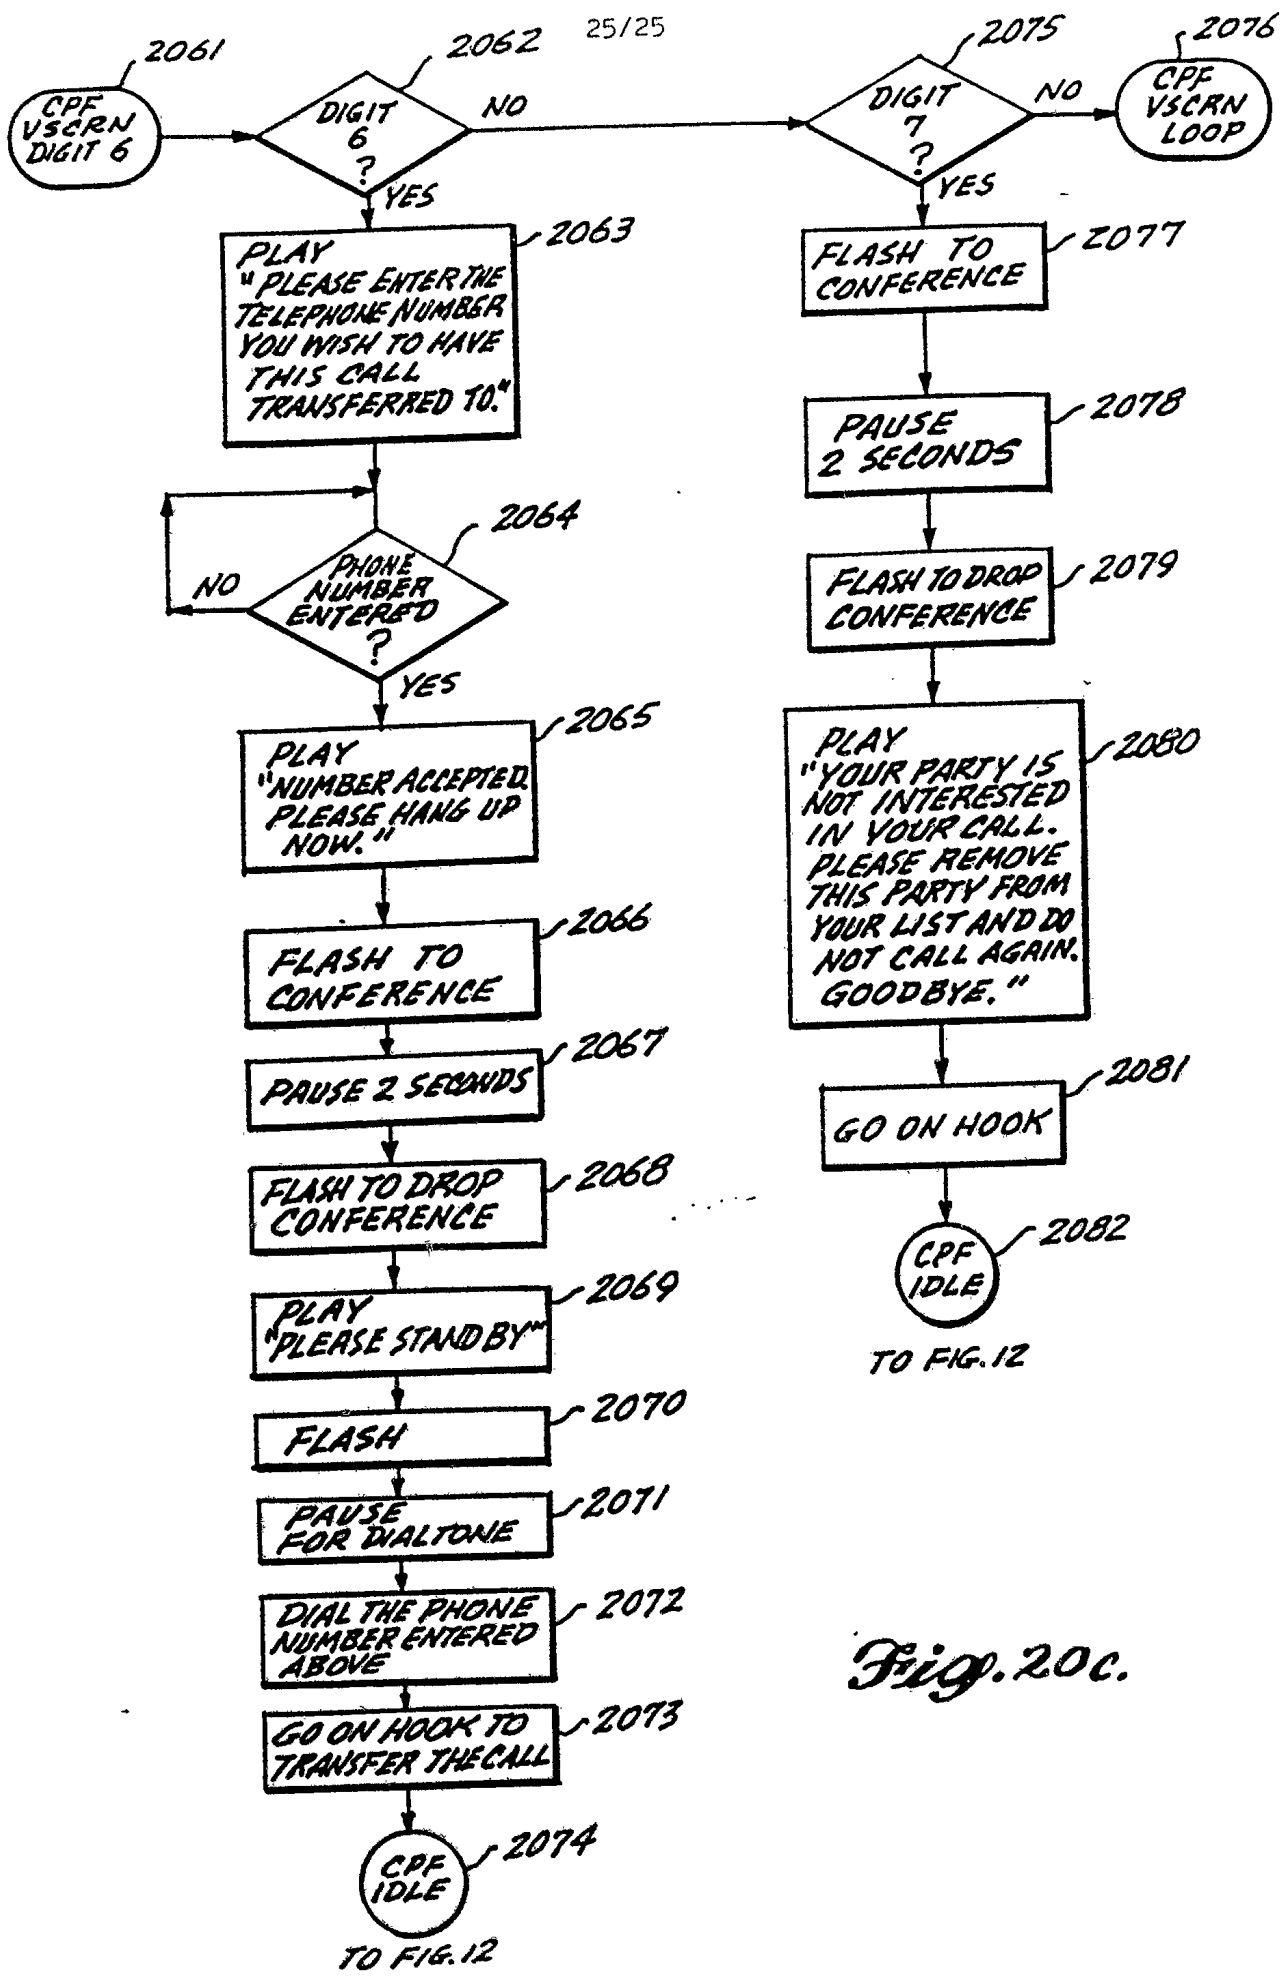 25/25
2061
CPF
VSCRN
DIGIT 6
2062
DIGIT
6
?
NO
YES
2075
DIGIT
7
?
NO
YES
2076
CPF
VSCRN
LOOP
2063
PLAY
"PLEASE ENTER THE
TELEPHONE NUMBER
YOU WISH TO HAVE
THIS CALL
TRANSFERRED TO."
2064
PHONE
NUMBER
ENTERED
?
NO
YES
2065
PLAY
"NUMBER ACCEPTED.
PLEASE HANG UP
NOW."
2066
FLASH TO
CONFERENCE
2067
PAUSE 2 SECONDS
2068
FLASH TO DROP
CONFERENCE
2069
PLAY
"PLEASE STAND BY"
2070
FLASH
2071
PAUSE
FOR DIALTONE
2072
DIAL THE PHONE
NUMBER ENTERED
ABOVE
2073
GO ON HOOK TO
TRANSFER THE CALL
2074
CPF
IDLE
TO FIG. 12
2077
FLASH TO
CONFERENCE
2078
PAUSE
2 SECONDS
2079
FLASH TO DROP
CONFERENCE
2080
PLAY
"YOUR PARTY IS
NOT INTERESTED
IN YOUR CALL.
PLEASE REMOVE
THIS PARTY FROM
YOUR LIST AND DO
NOT CALL AGAIN.
GOODBYE."
2081
GO ON HOOK
2082
CPF
IDLE
TO FIG. 12
Fig. 20c.